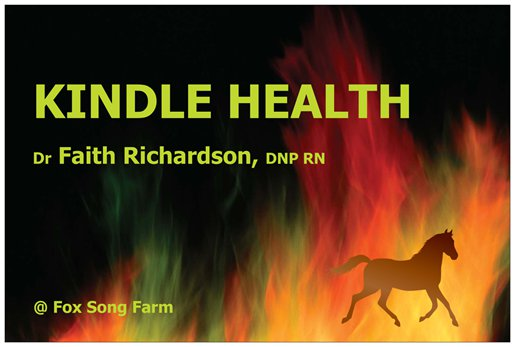 KINDLE HEALTH
Dr Faith Richardson, DNP RN
@ Fox Song Farm